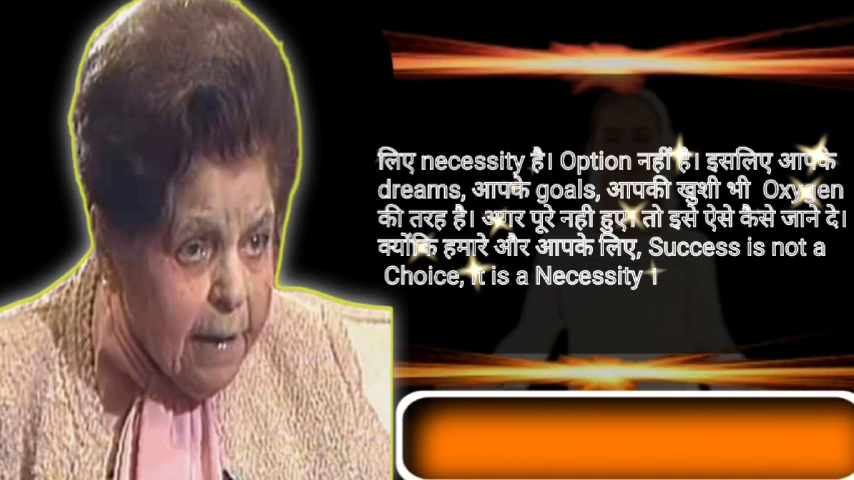 लिए necessity है। Option नहीं है। इसलिए आपके
dreams, आपके goals, आपकी खुशी भी Oxygen
की तरह है। अगर पूरे नही हुए। तो इसे ऐसे कैसे जाने दे।
क्योंकि हमारे और आपके लिए, Success is not a
Choice, it is a Necessity ।